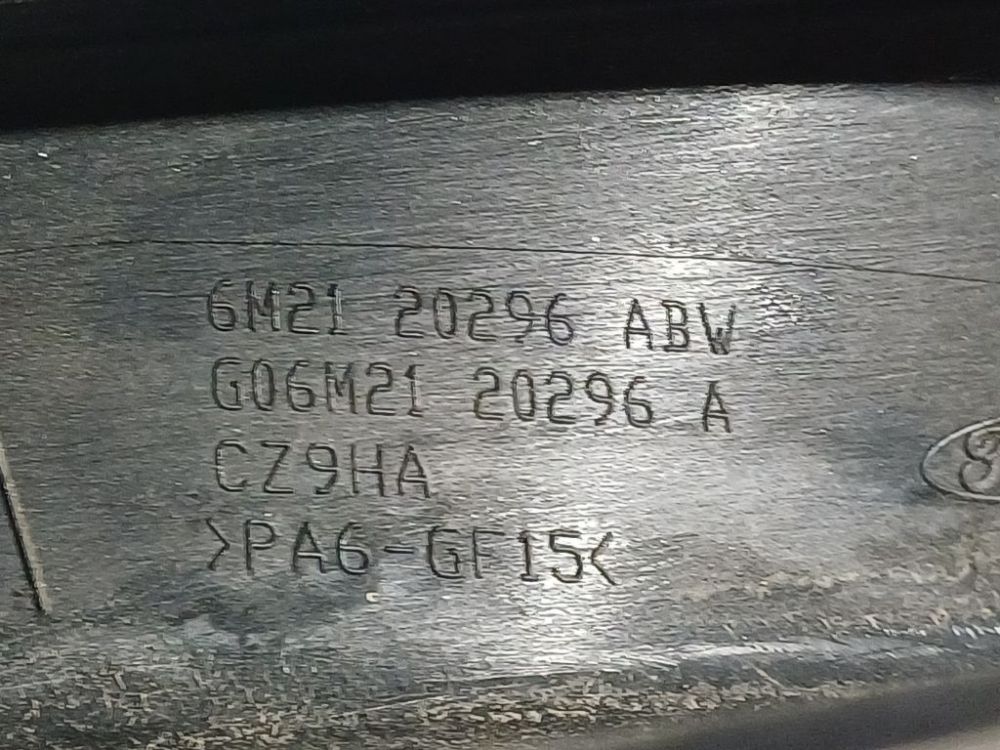 6M21 20296 ABW
G06M21 20296 A
CZ9HA
>PA6-GF15<